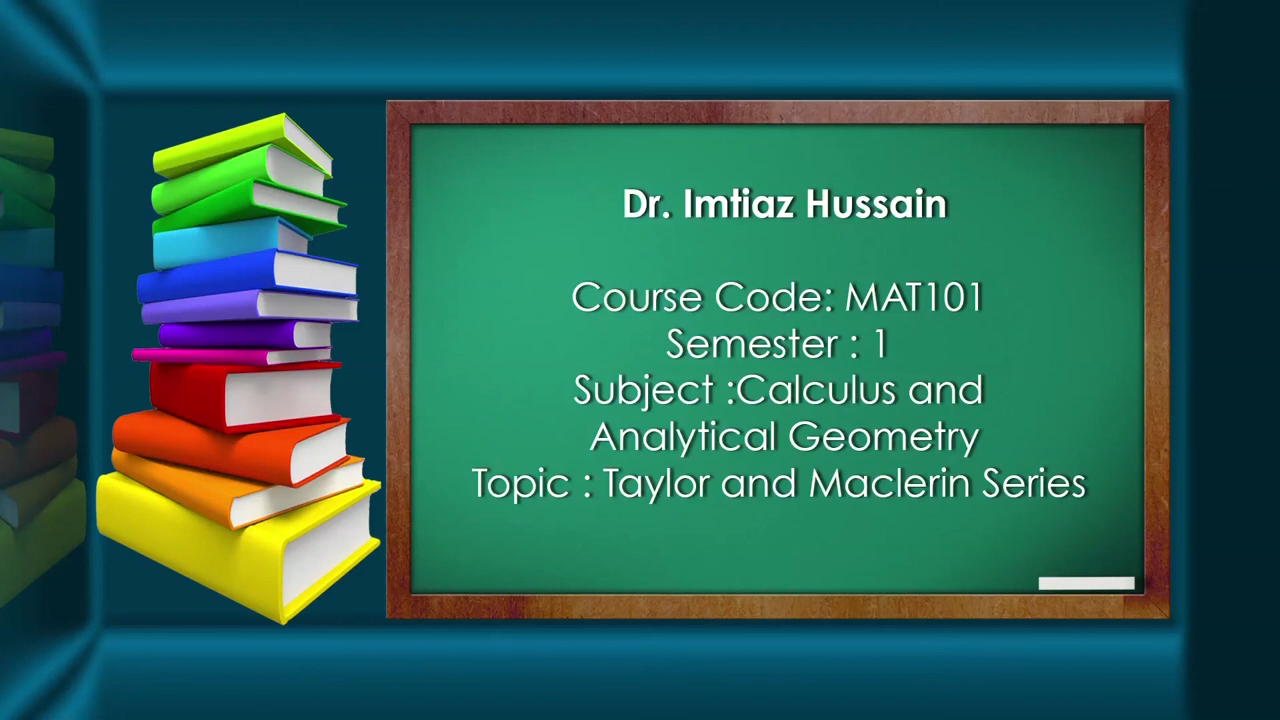 Dr. Imtiaz Hussain
Course Code: MAT101
Semester : 1
Subject :Calculus and
Analytical Geometry
Topic : Taylor and Maclerin Series